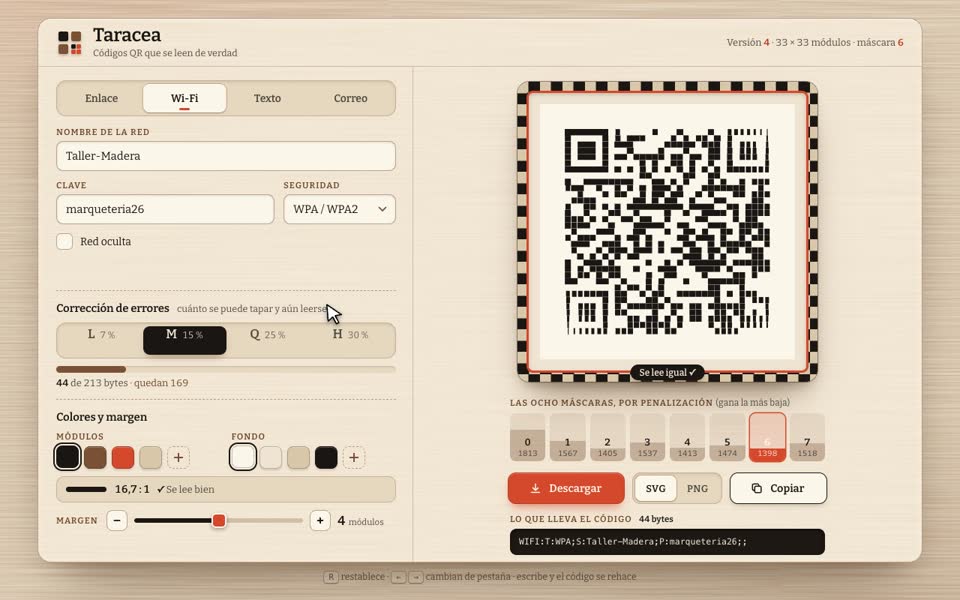 Taracea
Códigos QR que se leen de verdad
Versión 4 · 33 × 33 módulos · máscara 6
Enlace Wi-Fi Texto Correo
NOMBRE DE LA RED
Taller-Madera
CLAVE SEGURIDAD
marqueteria26 WPA / WPA2
Red oculta
Corrección de errores cuánto se puede tapar y aún leerse
L 7 % M 15 % Q 25 % H 30 %
44 de 213 bytes · quedan 169
Colores y margen
MÓDULOS FONDO
16,7 : 1 ✓ Se lee bien
MARGEN − + 4 módulos
Se lee igual ✓
LAS OCHO MÁSCARAS, POR PENALIZACIÓN (gana la más baja)
0 1 2 3 4 5 6 7
1813 1567 1405 1537 1413 1474 1398 1518
Descargar SVG PNG Copiar
LO QUE LLEVA EL CÓDIGO 44 bytes
WIFI:T:WPA;S:Taller-Madera;P:marqueteria26;;
R restablece · ← → cambian de pestaña · escribe y el código se rehace